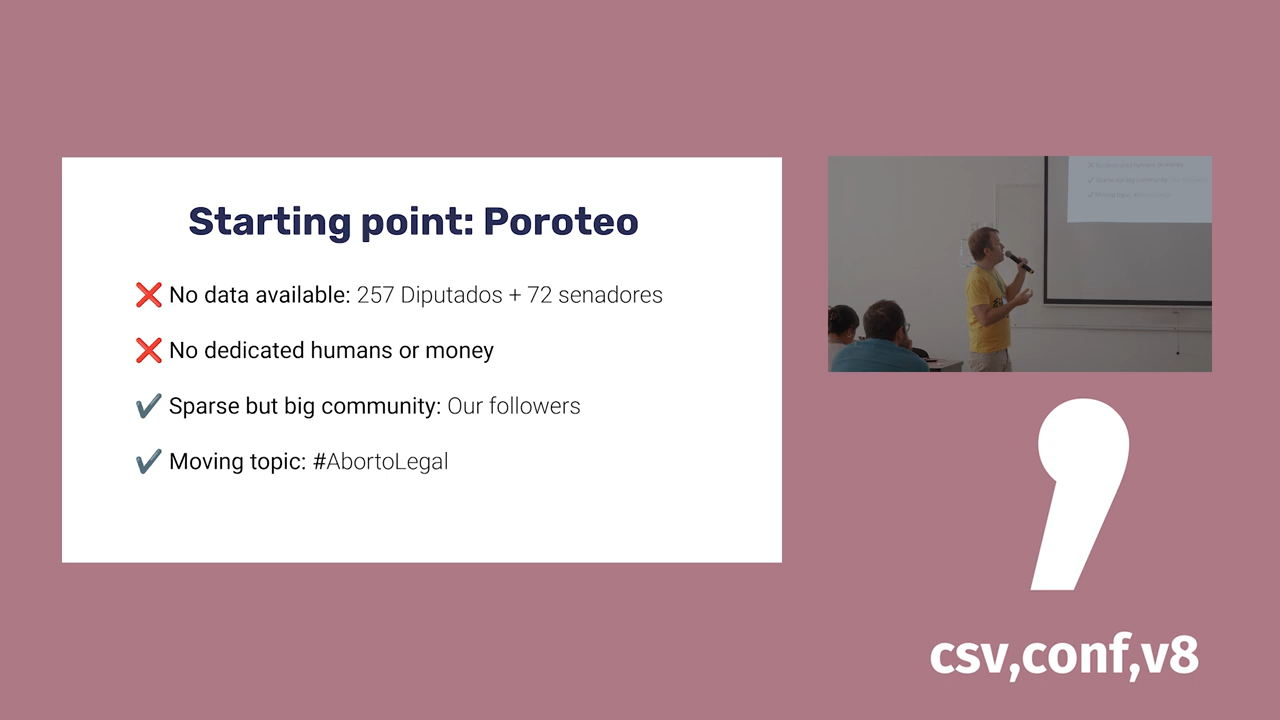 Starting point: Poroteo
❌ No data available: 257 Diputados + 72 senadores
❌ No dedicated humans or money
✔ Sparse but big community: Our followers
✔ Moving topic: #AbortoLegal
csv,conf,v8